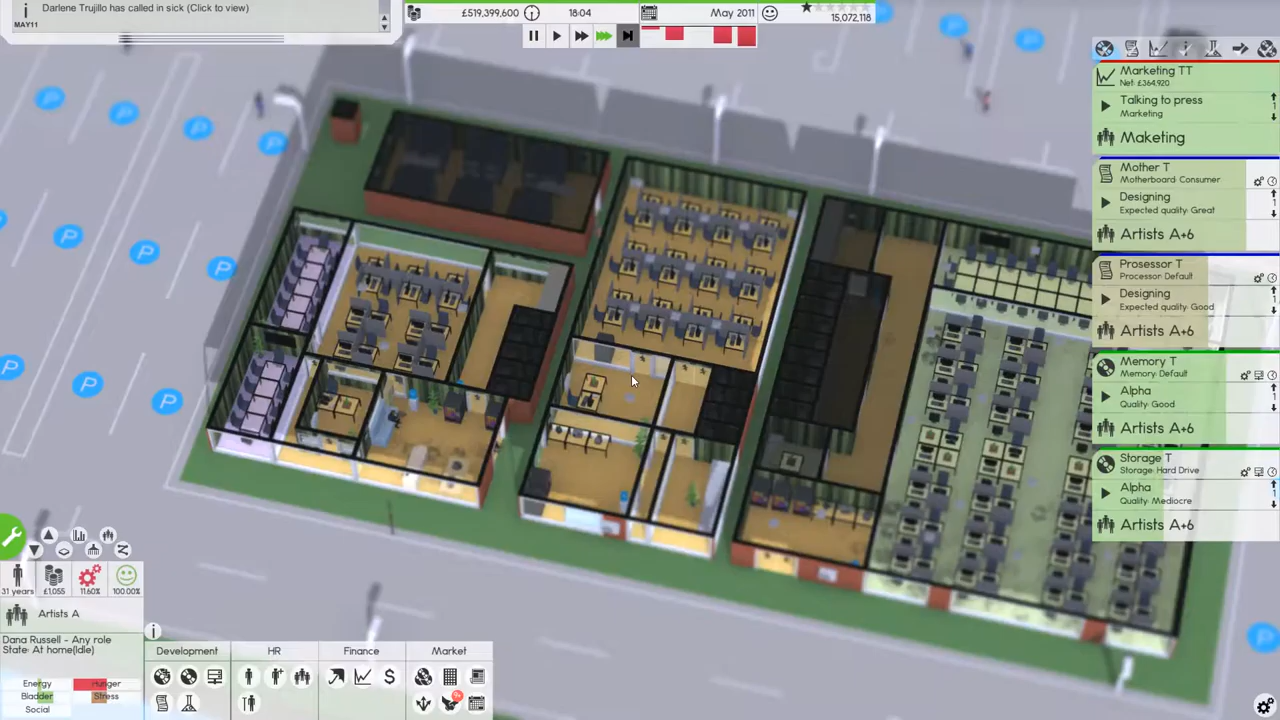 Darlene Trujillo has called in sick (Click to view)
MAY11
£519,399,600
18:04
May 2011
15,072,118
Marketing TT
Net: £364,920
Talking to press
Marketing
Maketing
Mother T
Motherboard: Consumer
Designing
Expected quality: Great
1
Artists A+6
Prosessor T
Processor: Default
Designing
Expected quality: Good
1
Artists A+6
Memory T
Memory: Default
Alpha
Quality: Good
1
Artists A+6
Storage T
Storage: Hard Drive
Alpha
Quality: Mediocre
1
Artists A+6
P
P
P
P
P
P
P
P
P
P
31 years
£1,055
11.60%
100.00%
Artists A
Dana Russell - Any role
State: At home(Idle)
Energy
Hunger
Bladder
Stress
Social
Development
HR
Finance
Market